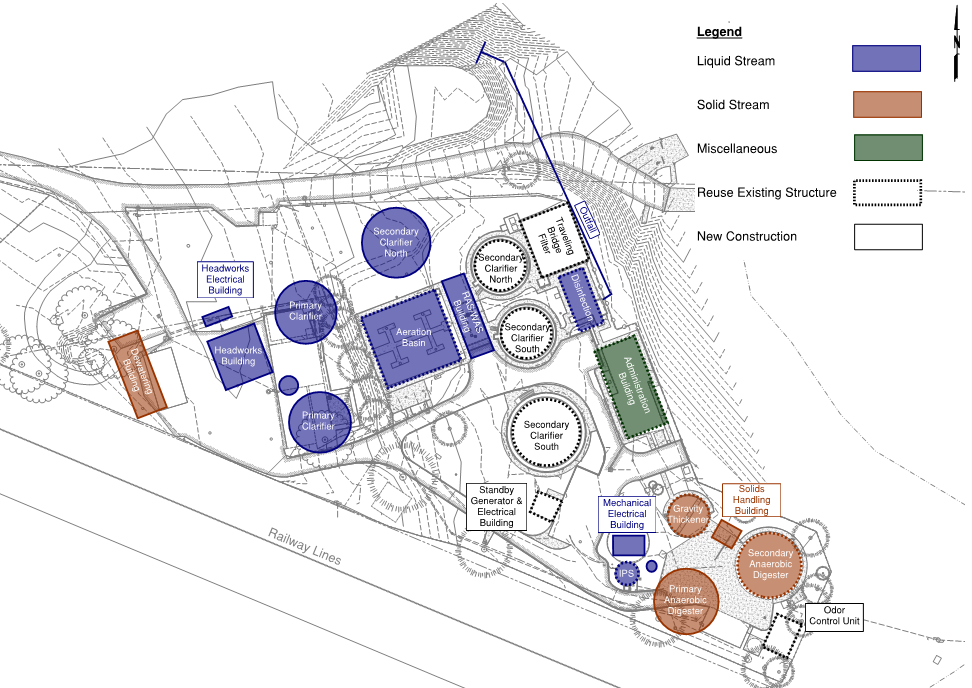 Legend
N
Liquid Stream
Solid Stream
Miscellaneous
Reuse Existing Structure
New Construction
Outfall
Traveling
Bridge
Filter
Secondary
Clarifier
North
Secondary
Clarifier
North
Headworks
Electrical
Building
Disinfection
Primary
Clarifier
RAS/WAS
Building
Aeration
Basin
Secondary
Clarifier
South
Headworks
Building
Dewatering
Building
Administration
Building
Primary
Clarifier
Secondary
Clarifier
South
Standby
Generator &
Electrical
Building
Mechanical
Electrical
Building
Solids
Handling
Building
Gravity
Thickener
Railway Lines
Secondary
Anaerobic
Digester
IPS
Primary
Anaerobic
Digester
Odor
Control Unit